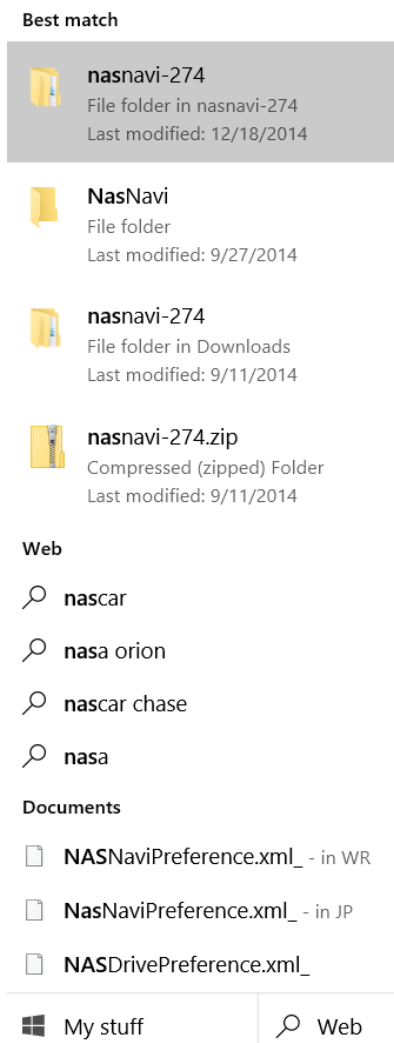 Best match
nasnavi-274
File folder in nasnavi-274
Last modified: 12/18/2014
NasNavi
File folder
Last modified: 9/27/2014
nasnavi-274
File folder in Downloads
Last modified: 9/11/2014
nasnavi-274.zip
Compressed (zipped) Folder
Last modified: 9/11/2014
Web
nascar
nasa orion
nascar chase
nasa
Documents
NASNaviPreference.xml_ - in WR
NasNaviPreference.xml_ - in JP
NASDrivePreference.xml_
My stuff Web